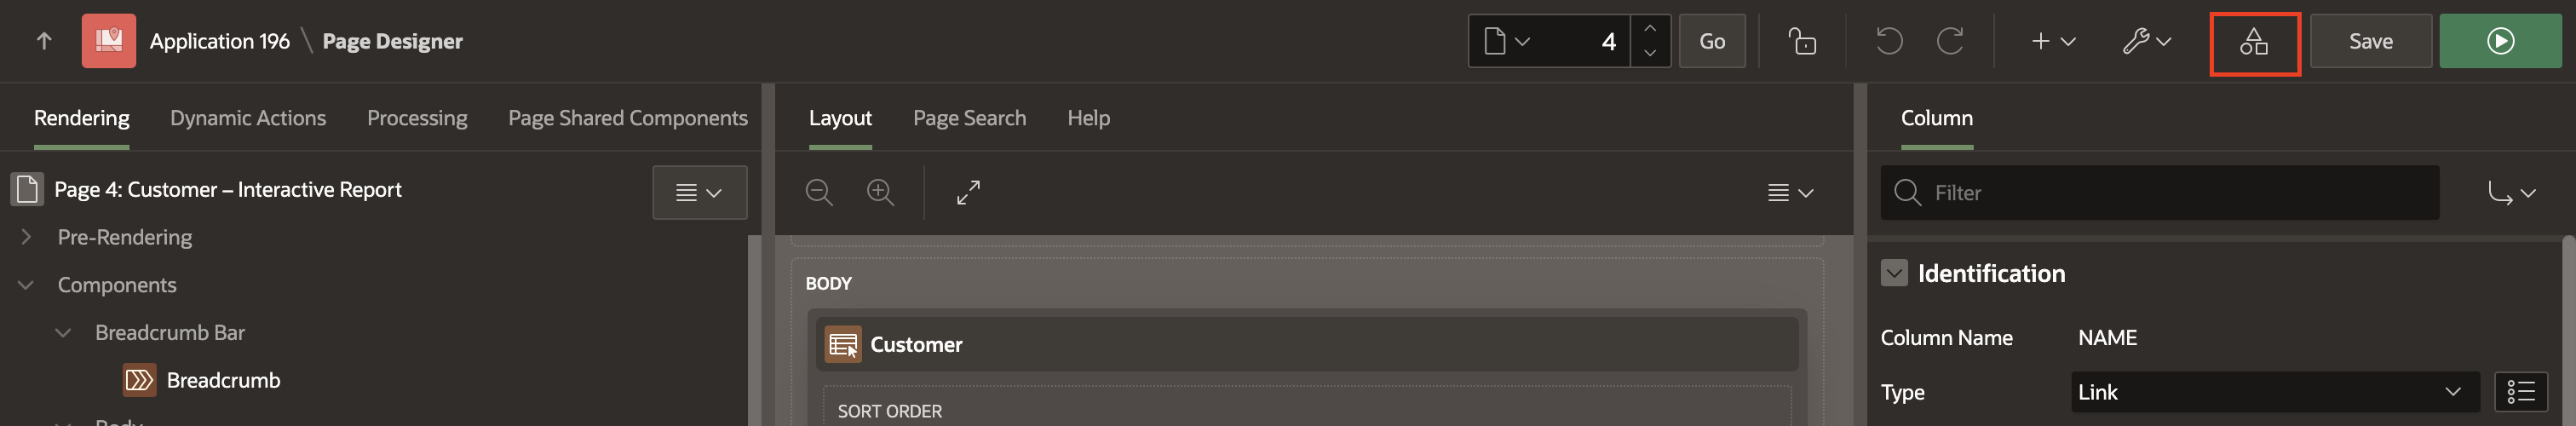 Application 196 \ Page Designer
4
Go
Save
Rendering
Dynamic Actions
Processing
Page Shared Components
Layout
Page Search
Help
Column
Page 4: Customer – Interactive Report
Pre-Rendering
Components
Breadcrumb Bar
Breadcrumb
Body
BODY
Customer
SORT ORDER
Filter
Identification
Column Name NAME
Type Link